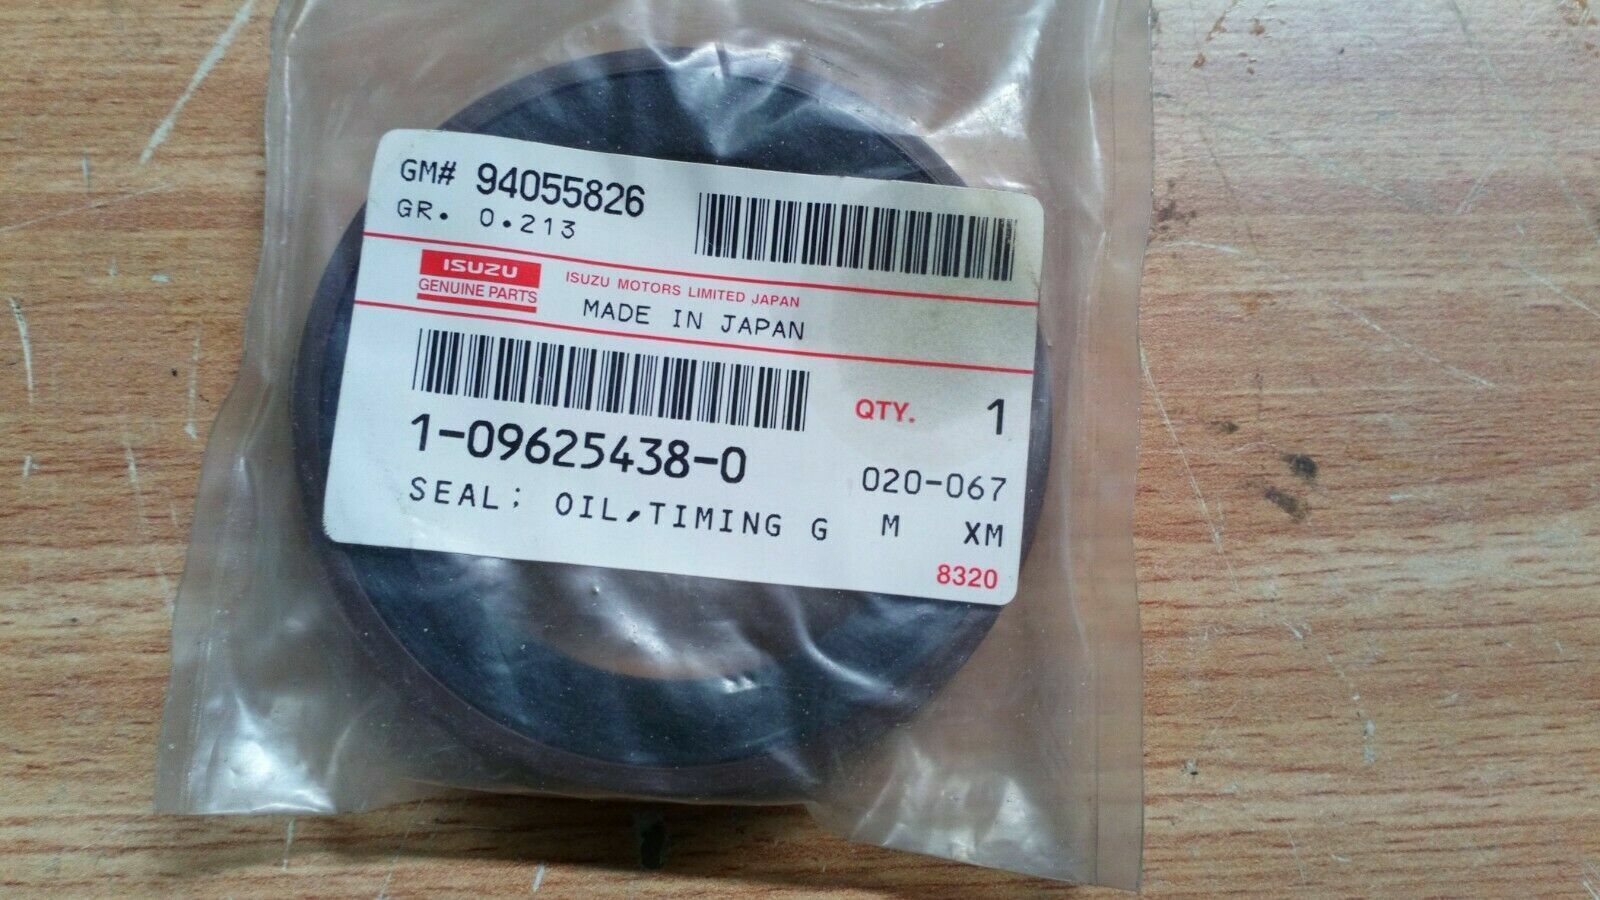 GM# 94055826
GR. 0.213
ISUZU
GENUINE PARTS
ISUZU MOTORS LIMITED JAPAN
MADE IN JAPAN
QTY. 1
1-09625438-0
020-067
SEAL; OIL,TIMING G M XM
8320